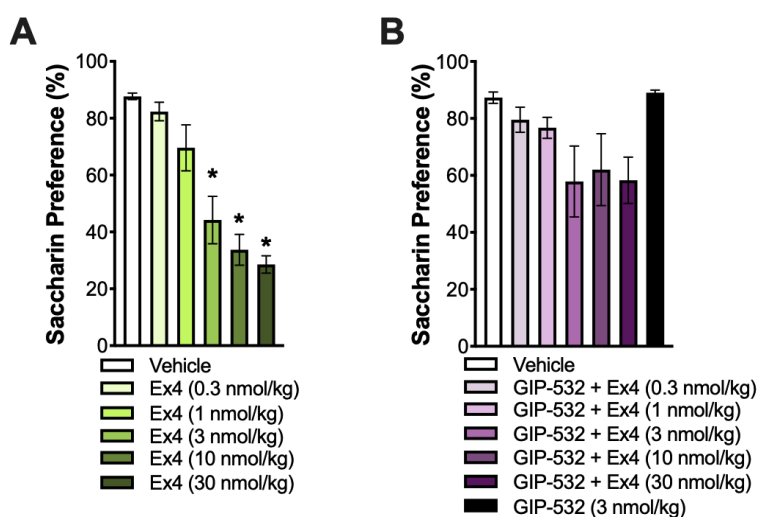 A
Saccharin Preference (%)
100
80
60
40
20
0
*
*
*
Vehicle
Ex4 (0.3 nmol/kg)
Ex4 (1 nmol/kg)
Ex4 (3 nmol/kg)
Ex4 (10 nmol/kg)
Ex4 (30 nmol/kg)
B
Saccharin Preference (%)
100
80
60
40
20
0
Vehicle
GIP-532 + Ex4 (0.3 nmol/kg)
GIP-532 + Ex4 (1 nmol/kg)
GIP-532 + Ex4 (3 nmol/kg)
GIP-532 + Ex4 (10 nmol/kg)
GIP-532 + Ex4 (30 nmol/kg)
GIP-532 (3 nmol/kg)